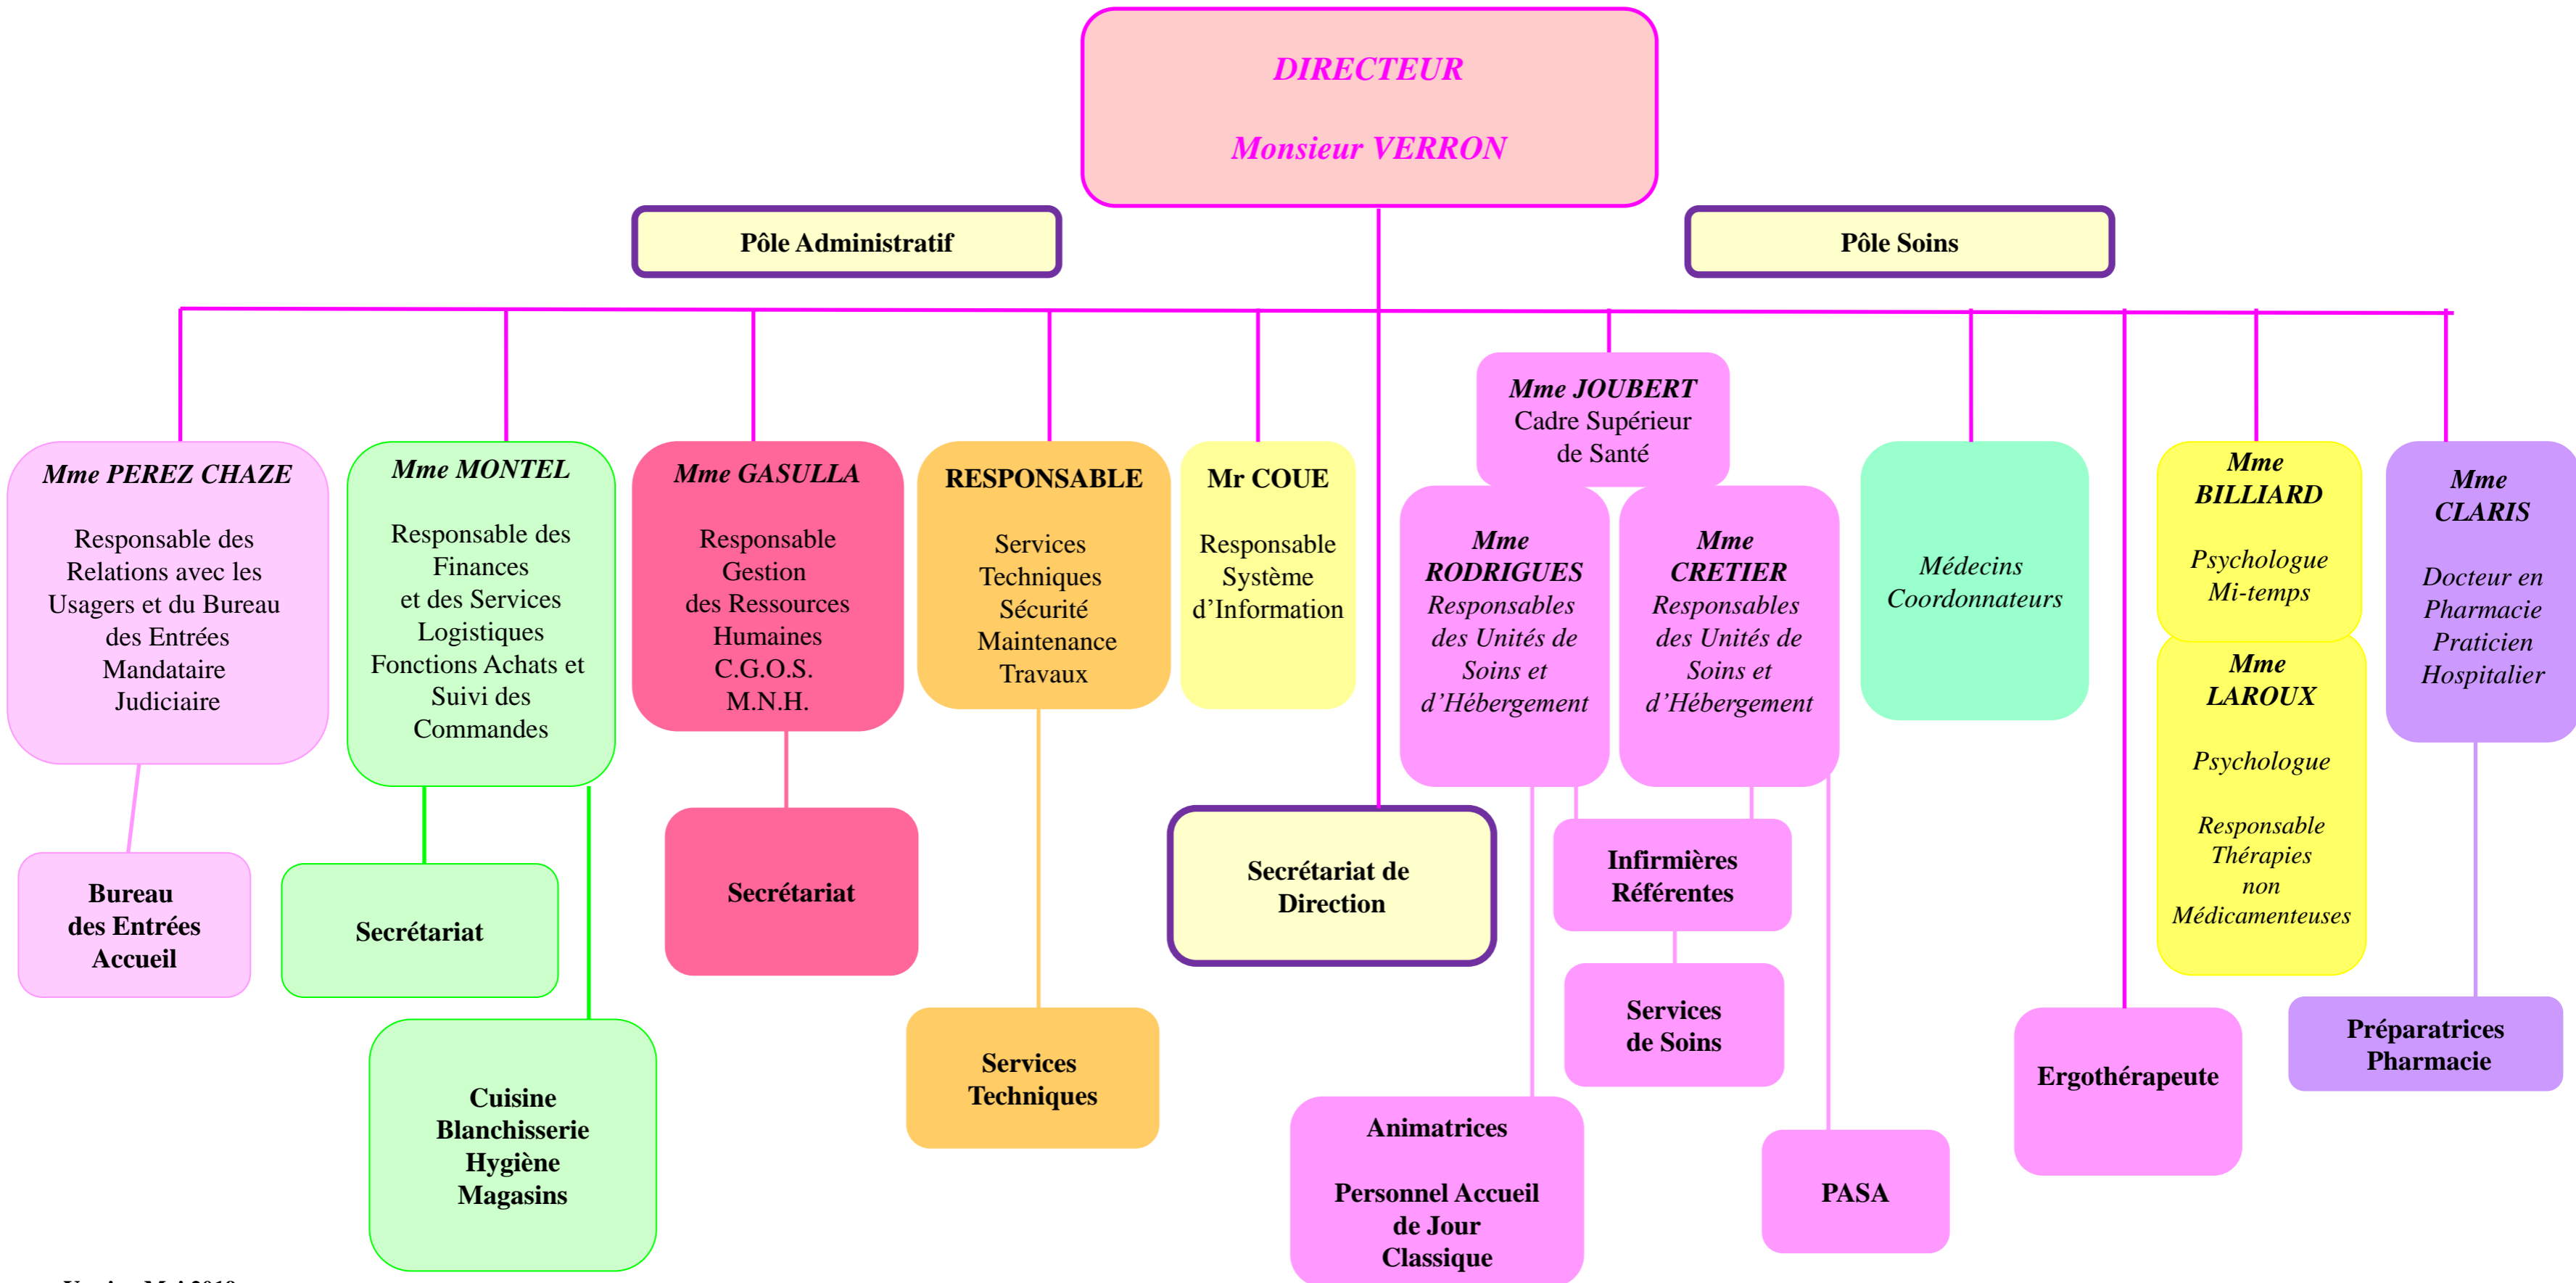 DIRECTEUR
Monsieur VERRON
Pôle Administratif
Pôle Soins
Mme PEREZ CHAZE
Responsable des
Relations avec les
Usagers et du Bureau
des Entrées
Mandataire
Judiciaire
Mme MONTEL
Responsable des
Finances
et des Services
Logistiques
Fonctions Achats et
Suivi des
Commandes
Mme GASULLA
Responsable
Gestion
des Ressources
Humaines
C.G.O.S.
M.N.H.
RESPONSABLE
Services
Techniques
Sécurité
Maintenance
Travaux
Mr COUE
Responsable
Système
d’Information
Mme JOUBERT
Cadre Supérieur
de Santé
Mme
RODRIGUES
Responsables
des Unités de
Soins et
d’Hébergement
Mme
CRETIER
Responsables
des Unités de
Soins et
d’Hébergement
Médecins
Coordonnateurs
Mme
BILLIARD
Psychologue
Mi-temps
Mme
LAROUX
Psychologue
Responsable
Thérapies
non
Médicamenteuses
Mme
CLARIS
Docteur en
Pharmacie
Praticien
Hospitalier
Bureau
des Entrées
Accueil
Secrétariat
Cuisine
Blanchisserie
Hygiène
Magasins
Secrétariat
Services
Techniques
Secrétariat de
Direction
Infirmières
Référentes
Services
de Soins
Animatrices
Personnel Accueil
de Jour
Classique
PASA
Ergothérapeute
Préparatrices
Pharmacie